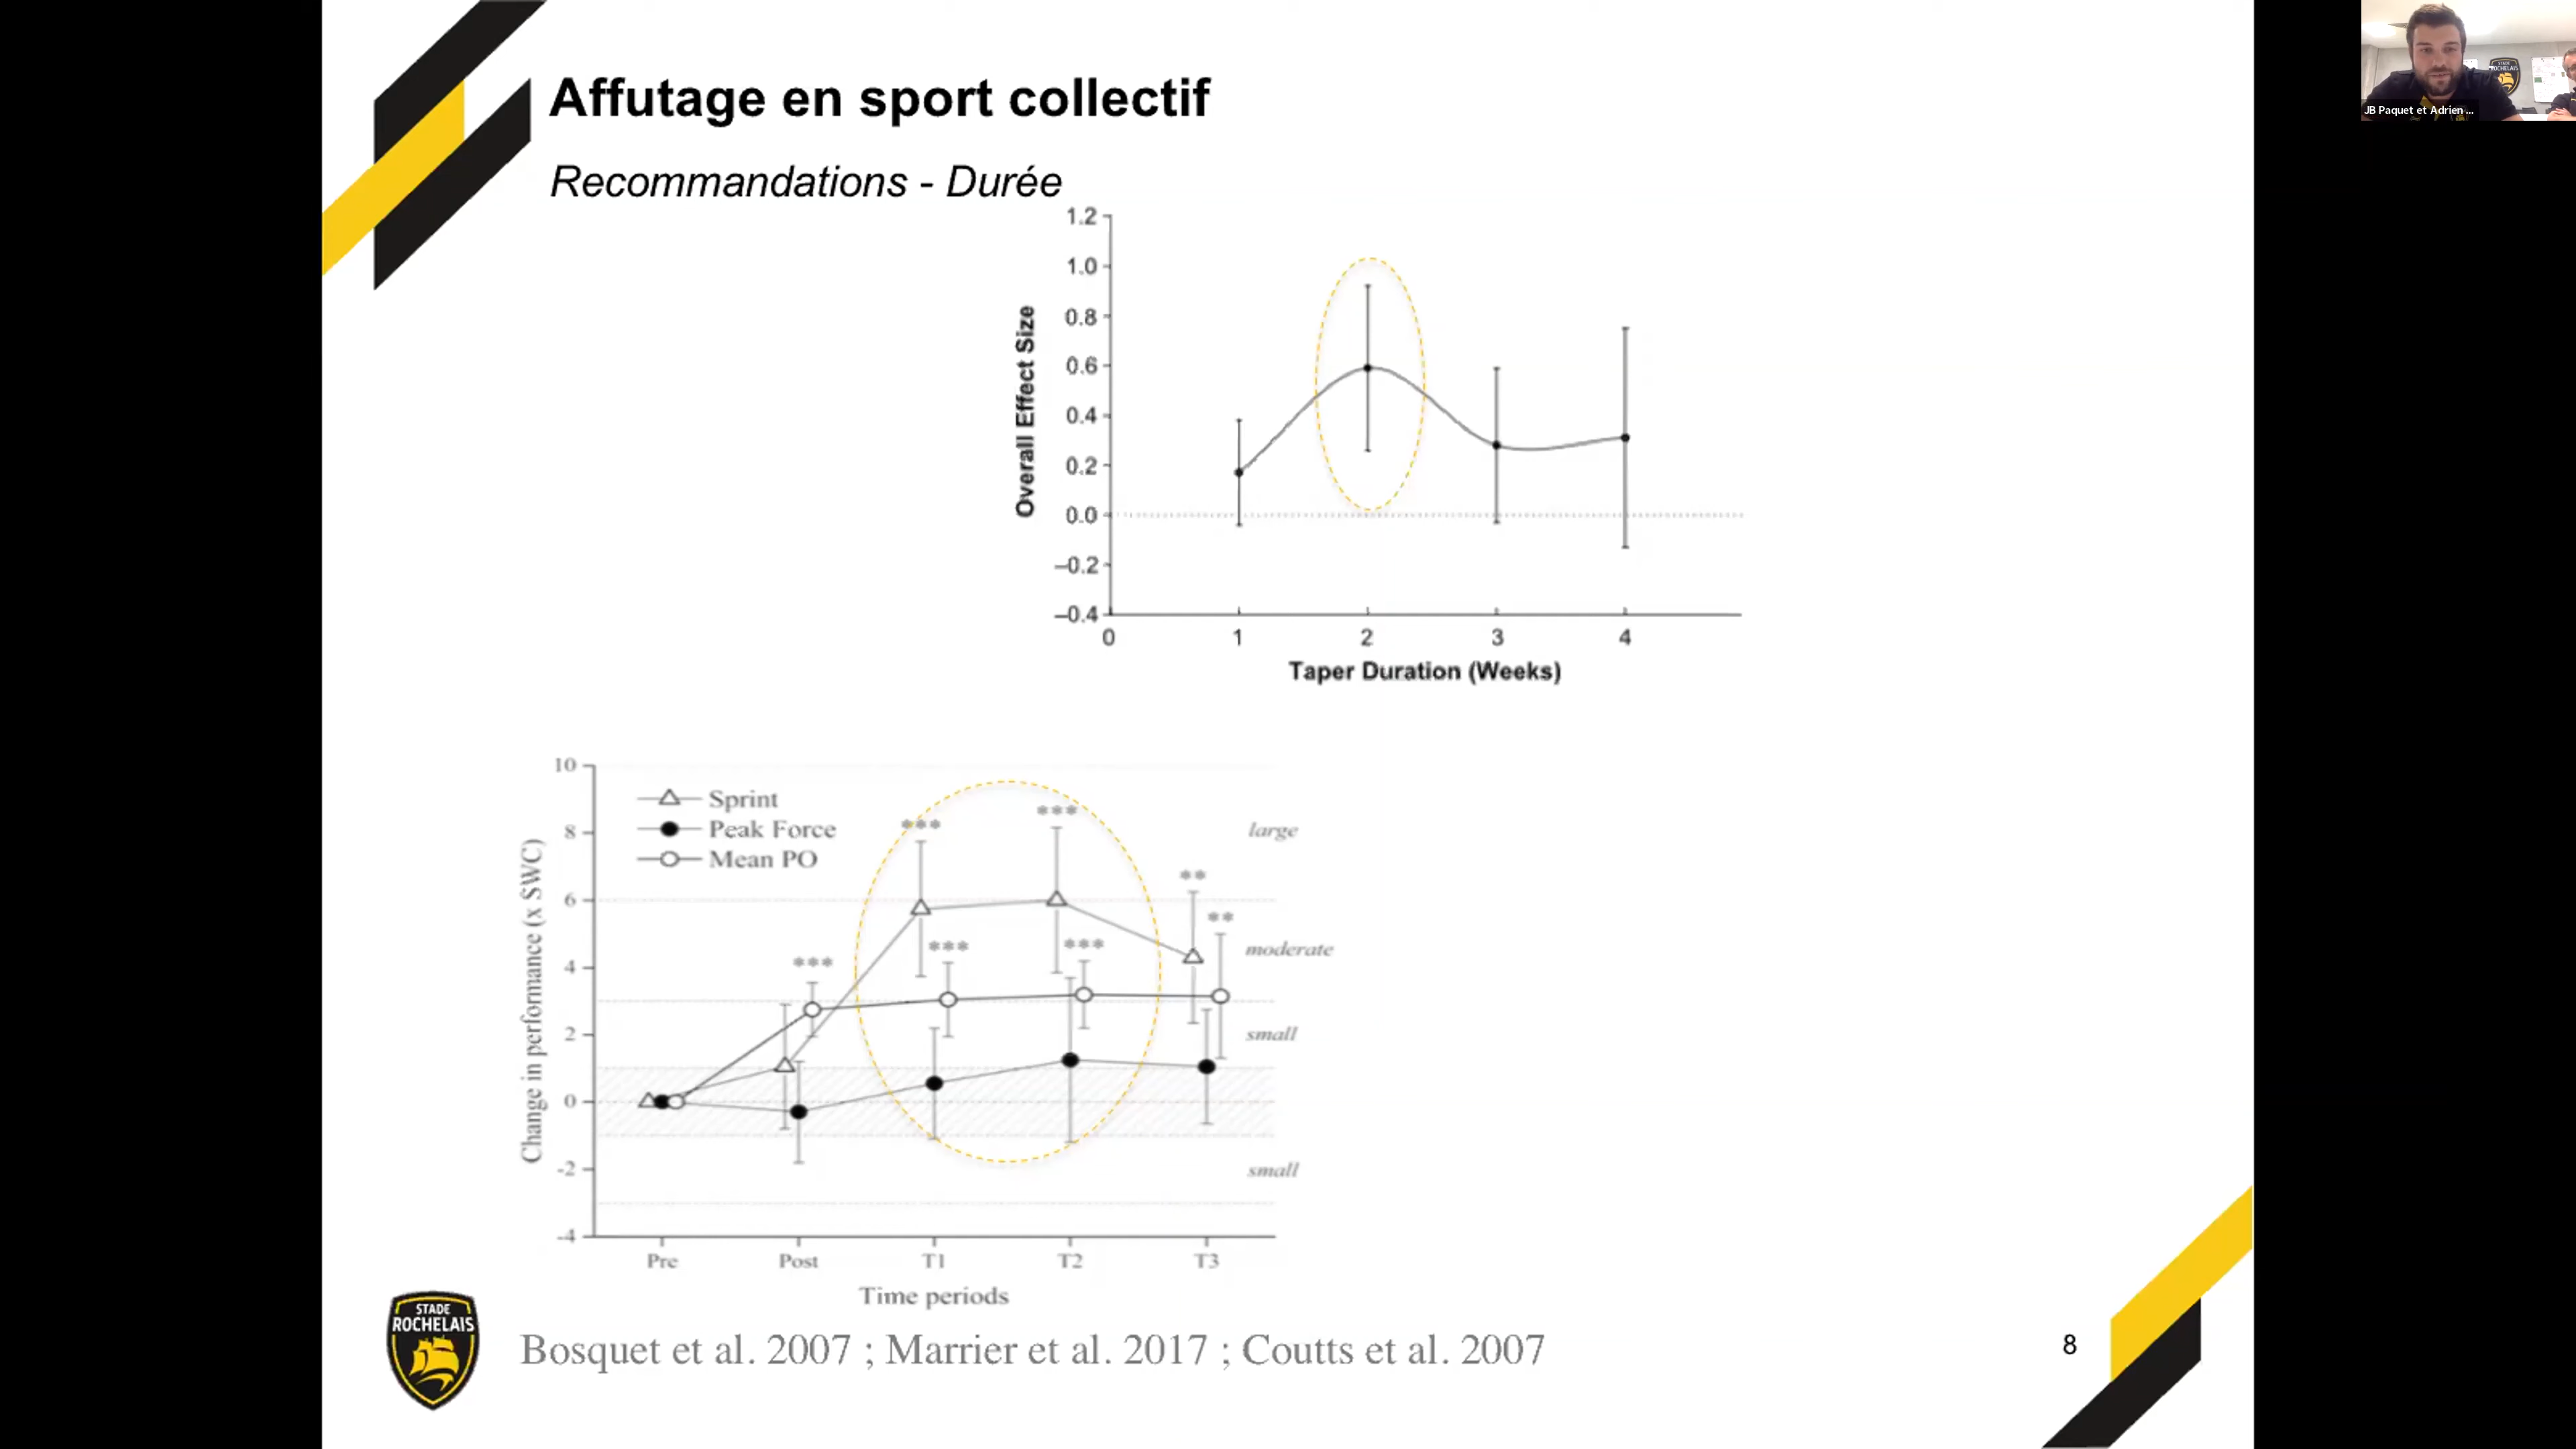 JB Paquet et Adrien ...
Affutage en sport collectif
Recommandations - Durée
1.2
1.0
0.8
0.6
0.4
0.2
0.0
–0.2
–0.4
Overall Effect Size
0 1 2 3 4
Taper Duration (Weeks)
10
8
6
4
2
0
-2
-4
Change in performance (x SWC)
Sprint
Peak Force
Mean PO
***
***
***
***
***
**
**
large
moderate
small
small
Pre Post T1 T2 T3
Time periods
STADE
ROCHELAIS
Bosquet et al. 2007 ; Marrier et al. 2017 ; Coutts et al. 2007
8